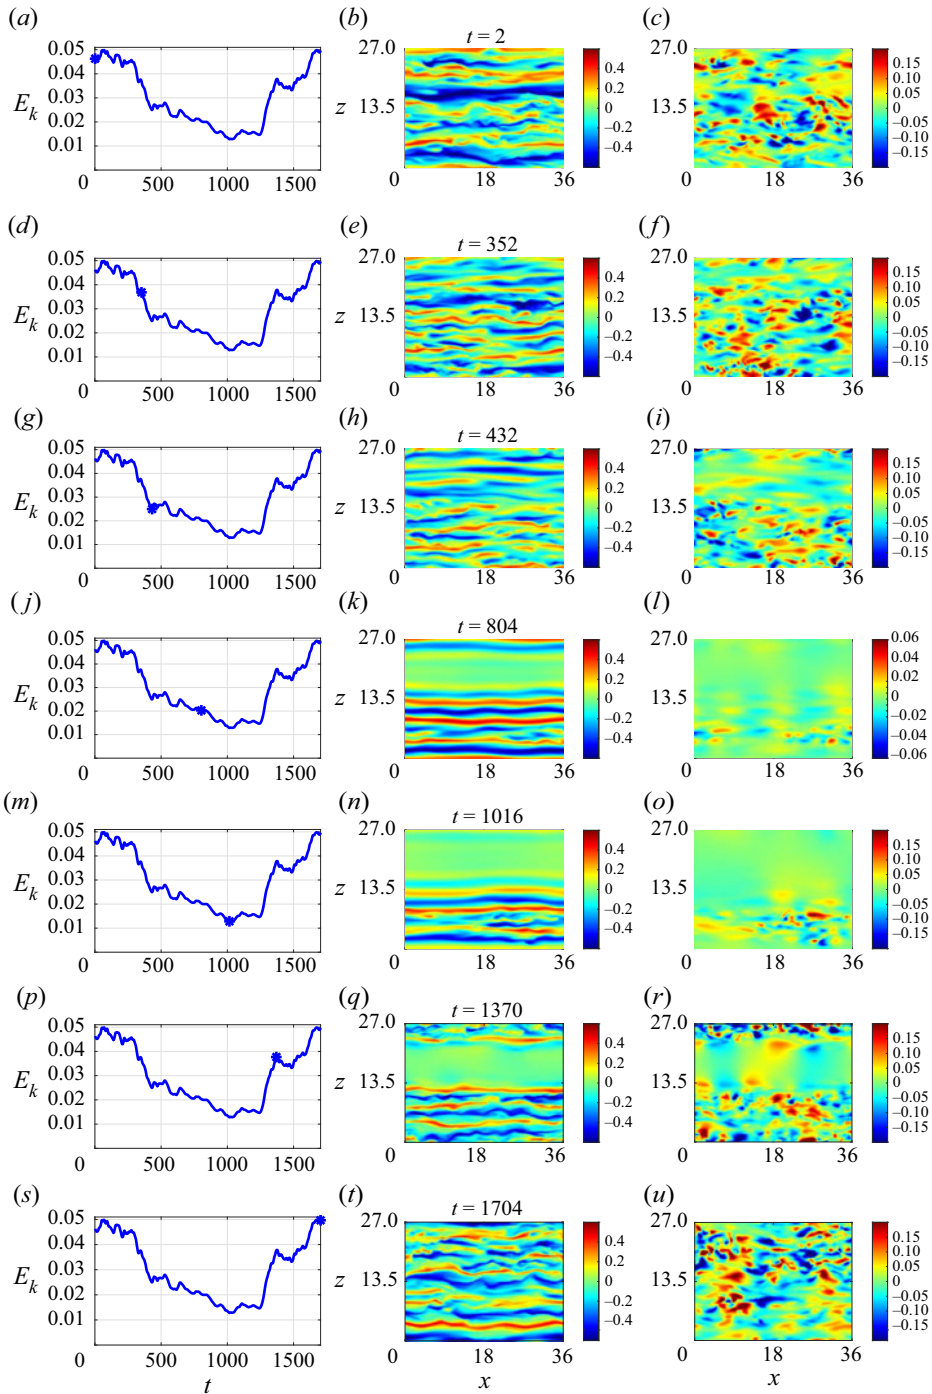 (a) (b) (c)
t = 2
0.05 0.04 0.03 0.02 0.01 E_k 0 500 1000 1500
27.0 13.5 z 0 18 36 0.4 0.2 0 –0.2 –0.4
27.0 13.5 0 18 36 0.15 0.10 0.05 0 –0.05 –0.10 –0.15
(d) (e) (f)
t = 352
0.05 0.04 0.03 0.02 0.01 E_k 0 500 1000 1500
27.0 13.5 z 0 18 36 0.4 0.2 0 –0.2 –0.4
27.0 13.5 0 18 36 0.15 0.10 0.05 0 –0.05 –0.10 –0.15
(g) (h) (i)
t = 432
0.05 0.04 0.03 0.02 0.01 E_k 0 500 1000 1500
27.0 13.5 z 0 18 36 0.4 0.2 0 –0.2 –0.4
27.0 13.5 0 18 36 0.15 0.10 0.05 0 –0.05 –0.10 –0.15
(j) (k) (l)
t = 804
0.05 0.04 0.03 0.02 0.01 E_k 0 500 1000 1500
27.0 13.5 z 0 18 36 0.4 0.2 0 –0.2 –0.4
27.0 13.5 0 18 36 0.06 0.04 0.02 0 –0.02 –0.04 –0.06
(m) (n) (o)
t = 1016
0.05 0.04 0.03 0.02 0.01 E_k 0 500 1000 1500
27.0 13.5 z 0 18 36 0.4 0.2 0 –0.2 –0.4
27.0 13.5 0 18 36 0.15 0.10 0.05 0 –0.05 –0.10 –0.15
(p) (q) (r)
t = 1370
0.05 0.04 0.03 0.02 0.01 E_k 0 500 1000 1500
27.0 13.5 z 0 18 36 0.4 0.2 0 –0.2 –0.4
27.0 13.5 0 18 36 0.15 0.10 0.05 0 –0.05 –0.10 –0.15
(s) (t) (u)
t = 1704
0.05 0.04 0.03 0.02 0.01 E_k 0 500 1000 1500
27.0 13.5 z 0 18 36 0.4 0.2 0 –0.2 –0.4
27.0 13.5 0 18 36 0.15 0.10 0.05 0 –0.05 –0.10 –0.15
t x x